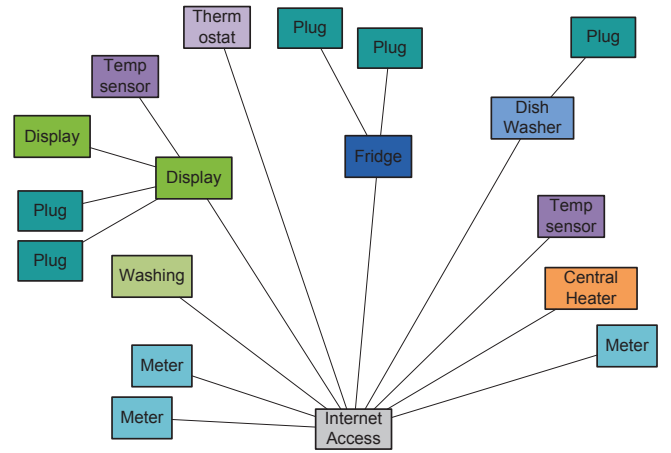 Therm
ostat
Plug
Plug
Plug
Temp
sensor
Dish
Washer
Display
Fridge
Display
Plug
Temp
sensor
Plug
Washing
Central
Heater
Meter
Meter
Meter
Internet
Access